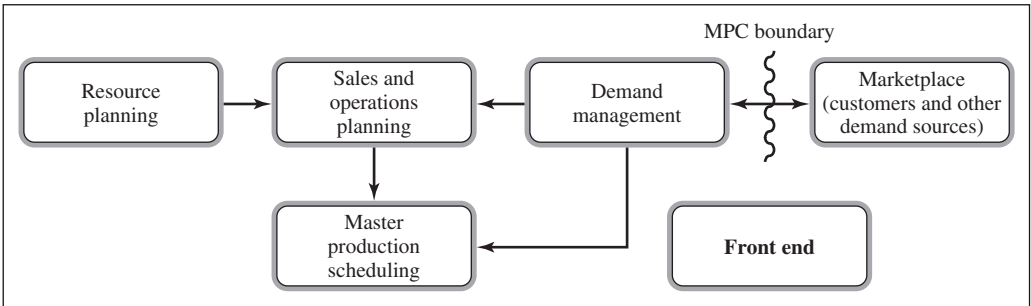 MPC boundary
Resource
planning
Sales and
operations
planning
Demand
management
Marketplace
(customers and other
demand sources)
Master
production
scheduling
Front end